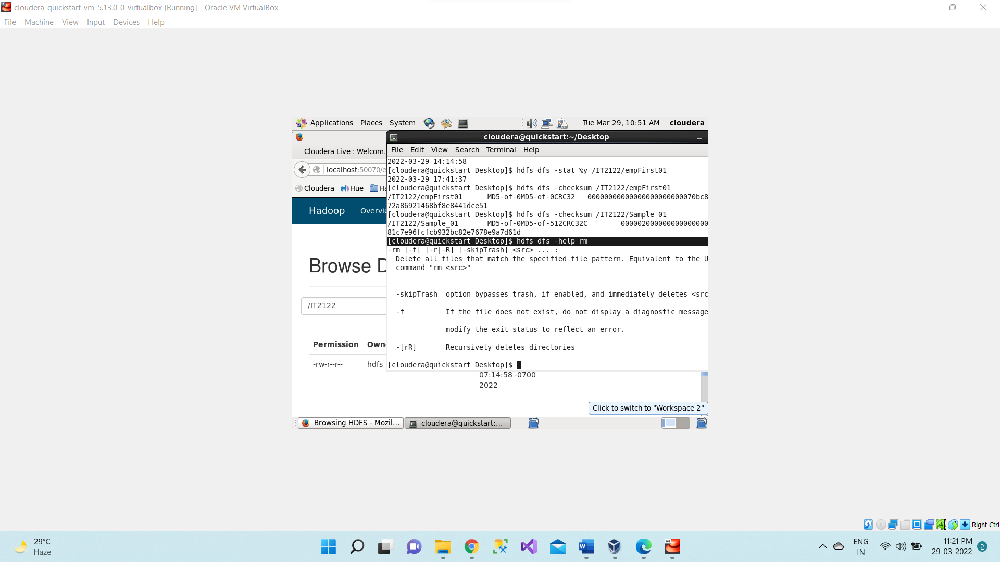 cloudera-quickstart-vm-5.13.0-0-virtualbox [Running] - Oracle VM VirtualBox
File Machine View Input Devices Help
Applications Places System Tue Mar 29, 10:51 AM cloudera
cloudera@quickstart:~/Desktop
Cloudera Live : Welcom.
File Edit View Search Terminal Help
localhost:50070/e
Cloudera Hue Ha
Hadoop Overvie
Browse D
/IT2122
Permission Own
-rw-r--r-- hdfs
2022-03-29 14:14:58
[cloudera@quickstart Desktop]$ hdfs dfs -stat %y /IT2122/empFirst01
2022-03-29 17:41:37
[cloudera@quickstart Desktop]$ hdfs dfs -checksum /IT2122/empFirst01
/IT2122/empFirst01 MD5-of-0MD5-of-0CRC32 00000000000000000000000070bc8
72a86921468bf8e8441dce51
[cloudera@quickstart Desktop]$ hdfs dfs -checksum /IT2122/Sample_01
/IT2122/Sample_01 MD5-of-0MD5-of-512CRC32C 000002000000000000000
81c7e96fcfcb932bc82e7678e9a7d61d
[cloudera@quickstart Desktop]$ hdfs dfs -help rm
-rm [-f] [-r|-R] [-skipTrash] <src> ... :
Delete all files that match the specified file pattern. Equivalent to the U
command "rm <src>"
-skipTrash option bypasses trash, if enabled, and immediately deletes <src
-f If the file does not exist, do not display a diagnostic message
modify the exit status to reflect an error.
-[rR] Recursively deletes directories
[cloudera@quickstart Desktop]$
07:14:58 -0700
2022
Click to switch to "Workspace 2"
Browsing HDFS - Mozil... cloudera@quickstart:...
Right Ctrl
29°C
Haze
ENG
IN
11:21 PM
29-03-2022
2